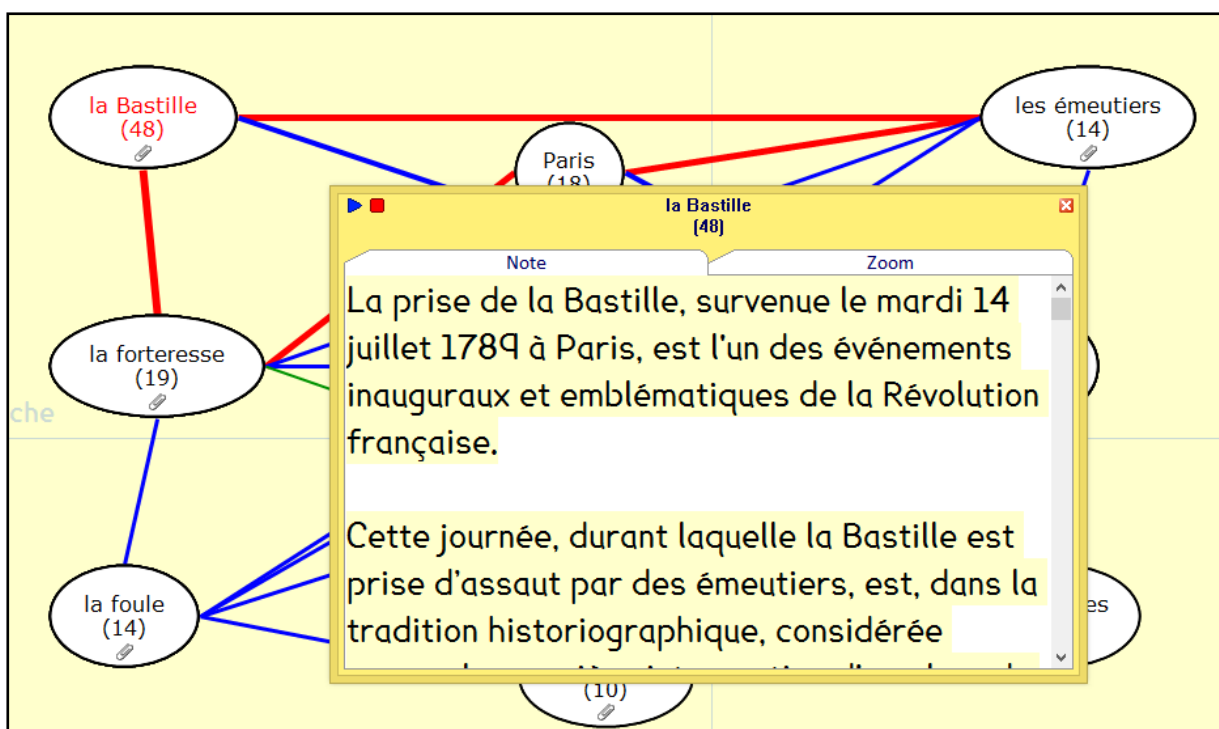 la Bastille
(48)
les émeutiers
(14)
Paris
(18)
la Bastille
(48)
Note
Zoom
La prise de la Bastille, survenue le mardi 14
juillet 1789 à Paris, est l'un des événements
inauguraux et emblématiques de la Révolution
française.
Cette journée, durant laquelle la Bastille est
prise d'assaut par des émeutiers, est, dans la
tradition historiographique, considérée
la forteresse
(19)
che
la foule
(14)
es
(10)